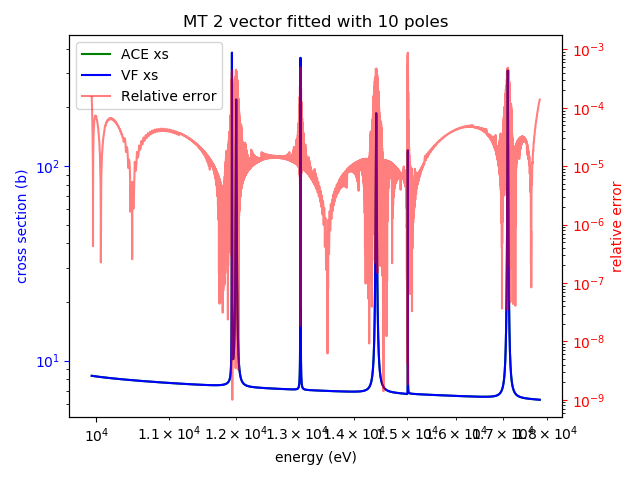 MT 2 vector fitted with 10 poles
ACE xs
VF xs
Relative error
cross section (b)
10²
10¹
10⁻³
10⁻⁴
10⁻⁵
10⁻⁶
10⁻⁷
10⁻⁸
10⁻⁹
relative error
10⁴ 1.1 × 10⁴ 1.2 × 10⁴ 1.3 × 10⁴ 1.4 × 10⁴ 1.5 × 10⁴ 1.6 × 10⁴ 1.7 × 10⁴ 1.8 × 10⁴
energy (eV)